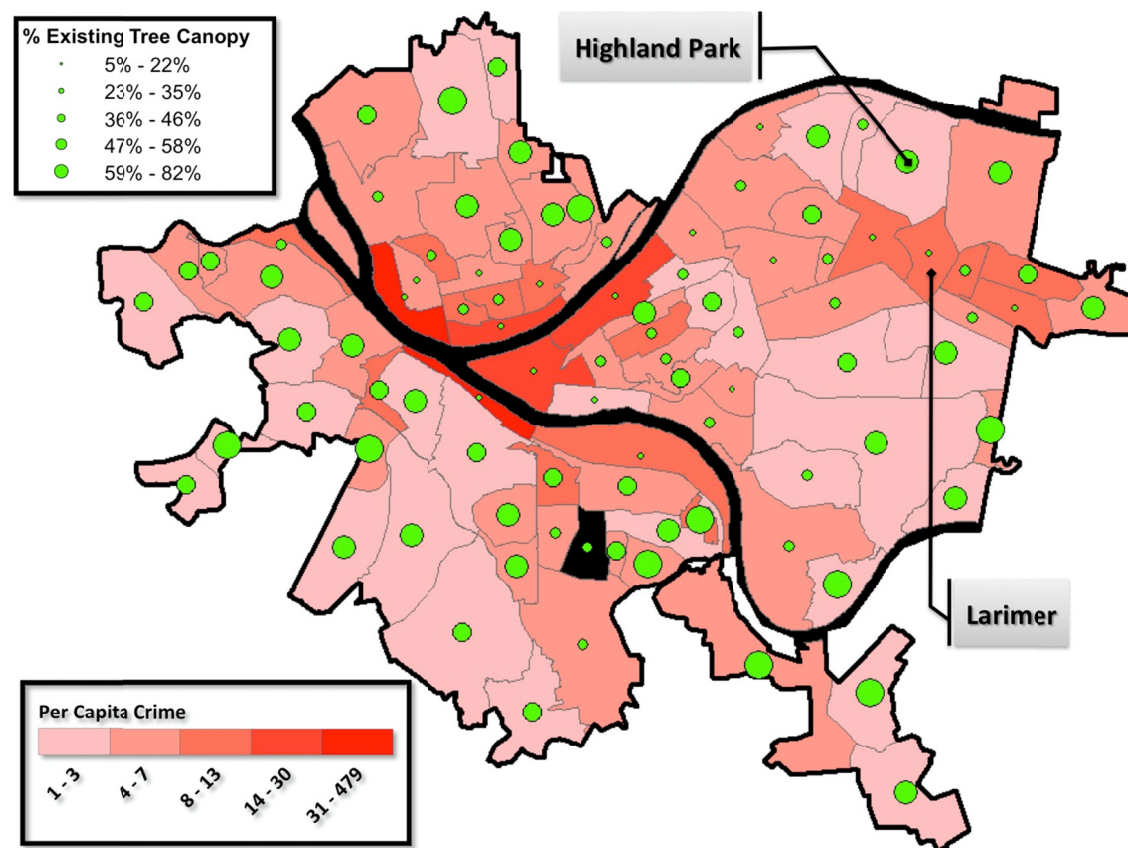 % Existing Tree Canopy
5% - 22%
23% - 35%
36% - 46%
47% - 58%
59% - 82%
Highland Park
Larimer
Per Capita Crime
1 - 3
4 - 7
8 - 13
14 - 30
31 - 479